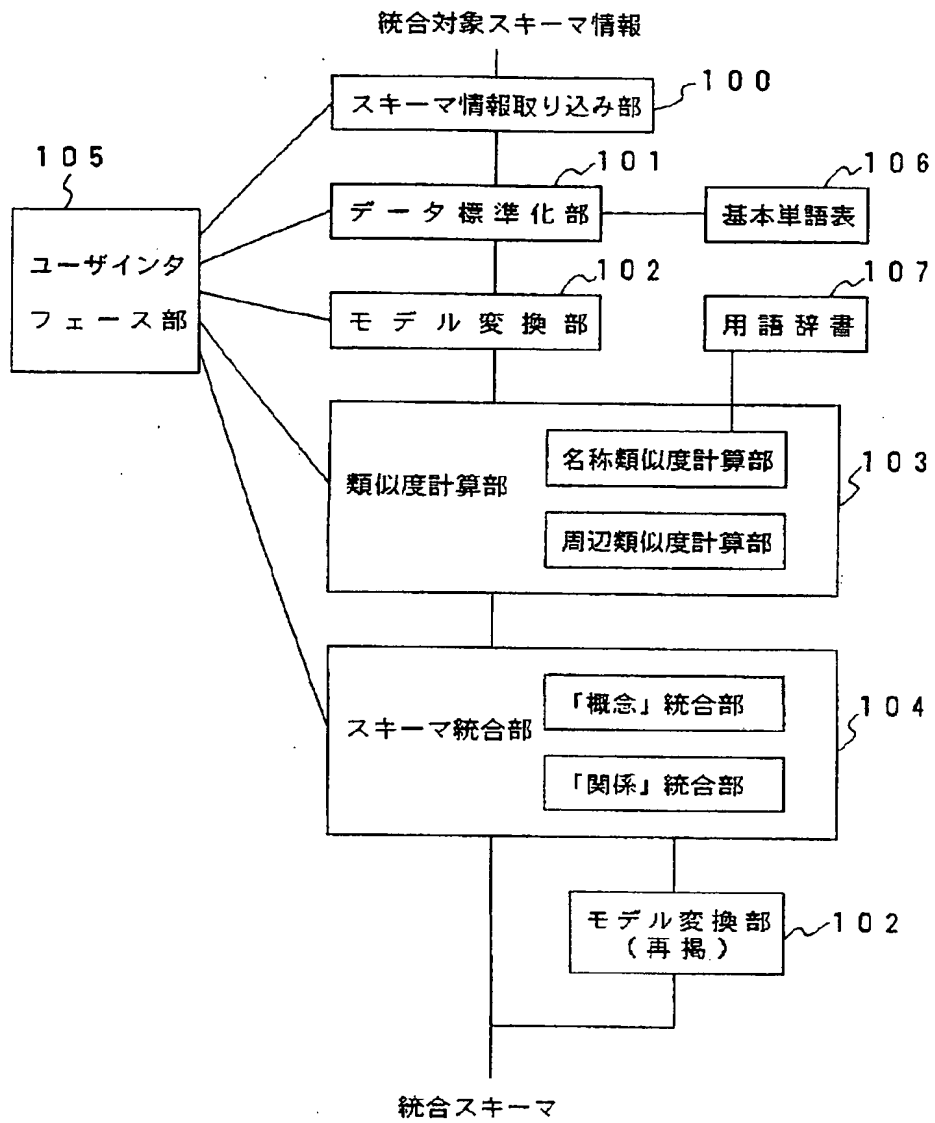 統合対象スキーマ情報
スキーマ情報取り込み部
100
105
101
106
データ標準化部
基本単語表
ユーザインタ
フェース部
102
107
モデル変換部
用語辞書
名称類似度計算部
103
類似度計算部
周辺類似度計算部
「概念」統合部
104
スキーマ統合部
「関係」統合部
モデル変換部
(再掲)
102
統合スキーマ